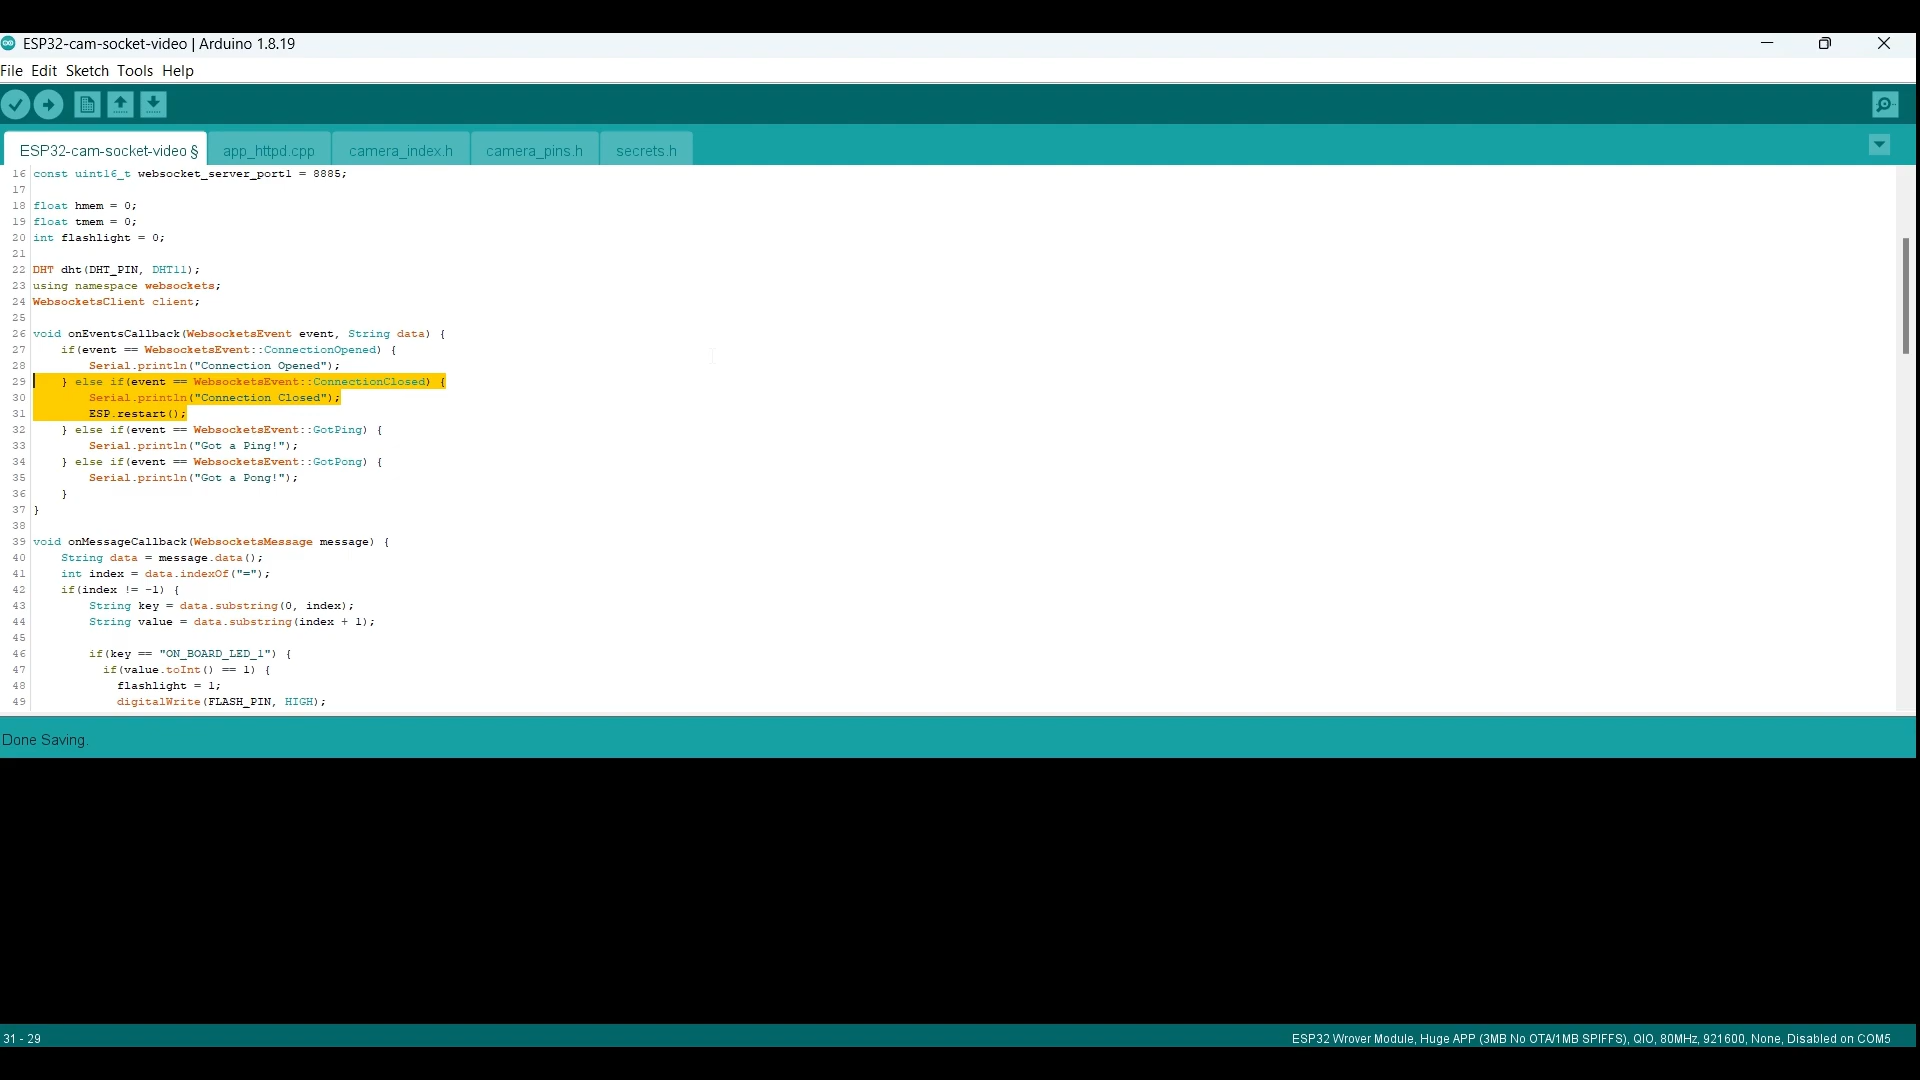 ESP32-cam-socket-video | Arduino 1.8.19
File Edit Sketch Tools Help
ESP32-cam-socket-video § app_httpd.cpp camera_index.h camera_pins.h secrets.h
16 const uint16_t websocket_server_port1 = 8885;
17
18 float hmem = 0;
19 float tmem = 0;
20 int flashlight = 0;
21
22 DHT dht(DHT_PIN, DHT11);
23 using namespace websockets;
24 WebsocketsClient client;
25
26 void onEventsCallback(WebsocketsEvent event, String data) {
27 if(event == WebsocketsEvent::ConnectionOpened) {
28 Serial.println("Connection Opened");
29 } else if(event == WebsocketsEvent::ConnectionClosed) {
30 Serial.println("Connection Closed");
31 ESP.restart();
32 } else if(event == WebsocketsEvent::GotPing) {
33 Serial.println("Got a Ping!");
34 } else if(event == WebsocketsEvent::GotPong) {
35 Serial.println("Got a Pong!");
36 }
37 }
38
39 void onMessageCallback(WebsocketsMessage message) {
40 String data = message.data();
41 int index = data.indexOf("=");
42 if(index != -1) {
43 String key = data.substring(0, index);
44 String value = data.substring(index + 1);
45
46 if(key == "ON_BOARD_LED_1") {
47 if(value.toInt() == 1) {
48 flashlight = 1;
49 digitalWrite(FLASH_PIN, HIGH);
Done Saving.
31 - 29 ESP32 Wrover Module, Huge APP (3MB No OTA/1MB SPIFFS), QIO, 80MHz, 921600, None, Disabled on COM5